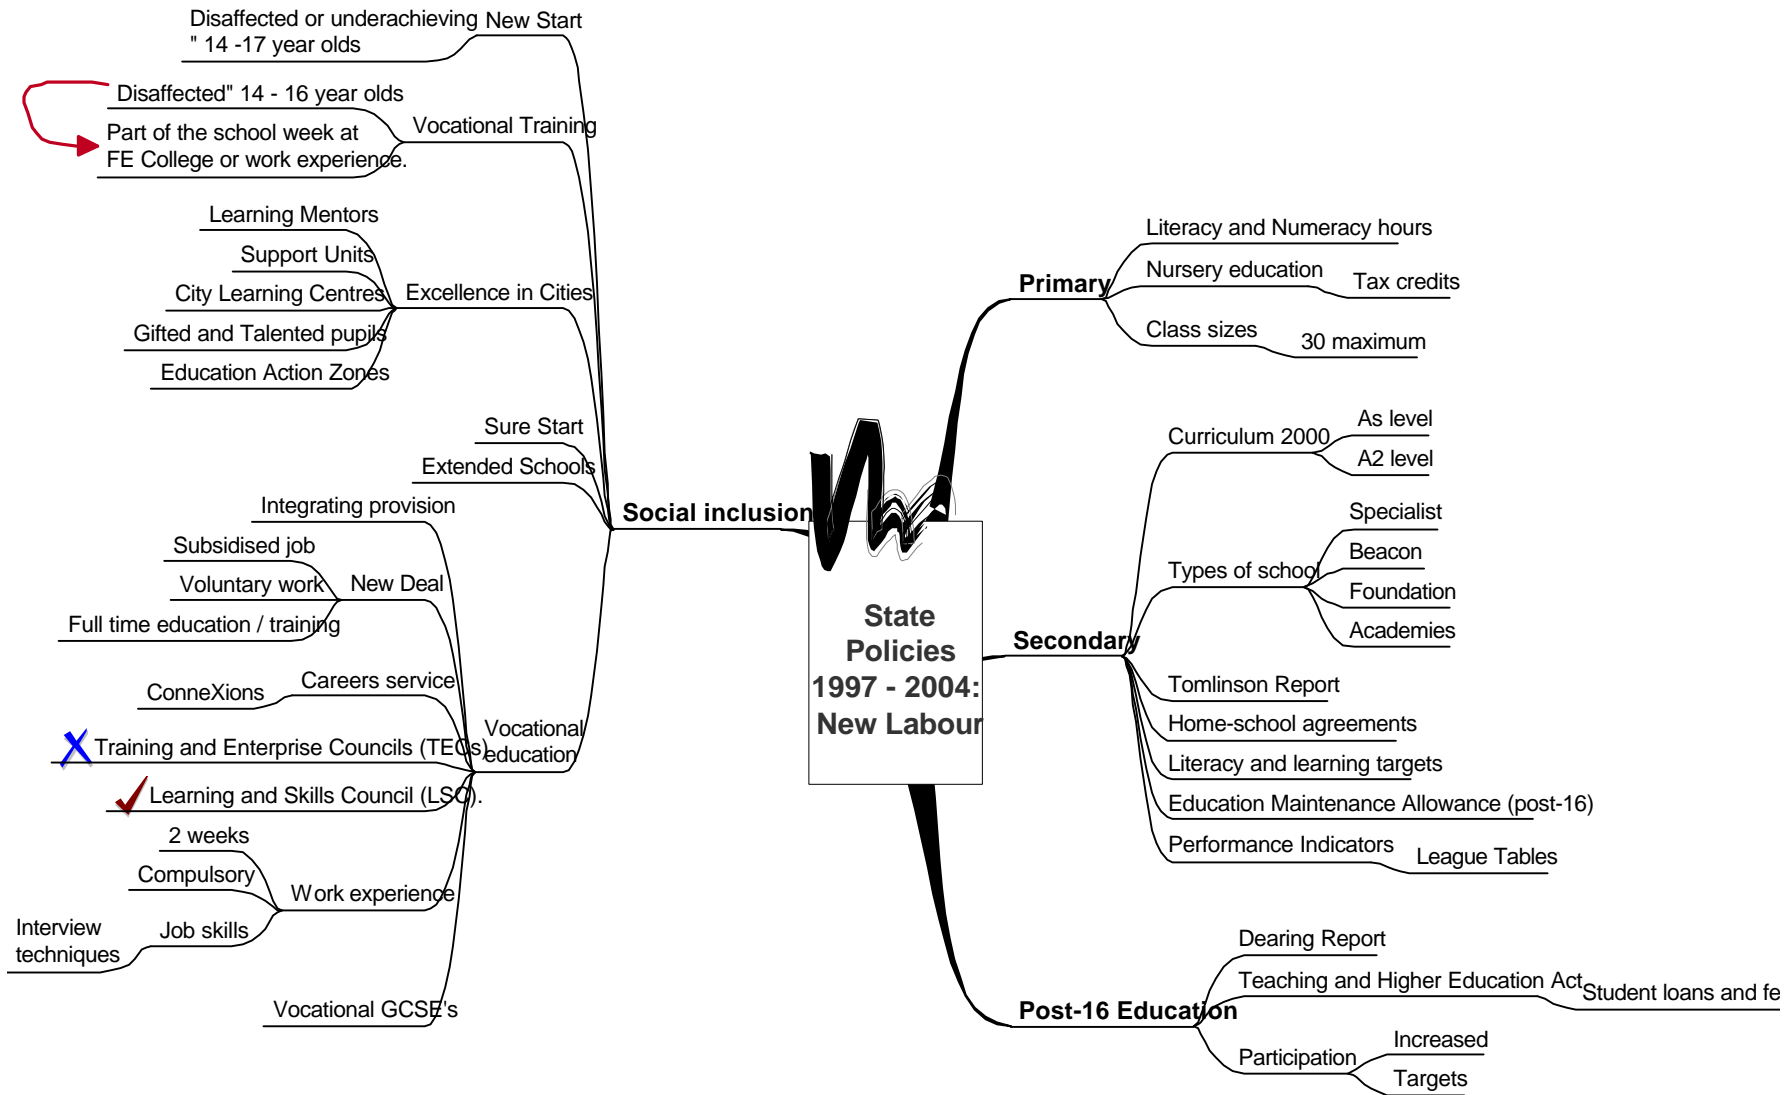 Disaffected or underachieving
" 14 -17 year olds
New Start
Disaffected" 14 - 16 year olds
Part of the school week at
FE College or work experience.
Vocational Training
Learning Mentors
Support Units
City Learning Centres
Gifted and Talented pupils
Education Action Zones
Excellence in Cities
Sure Start
Extended Schools
Social inclusion
Integrating provision
Subsidised job
Voluntary work
Full time education / training
New Deal
ConneXions
Careers service
Training and Enterprise Councils (TECs)
Learning and Skills Council (LSC).
Vocational
education
2 weeks
Compulsory
Work experience
Interview
techniques
Job skills
Vocational GCSE's
State
Policies
1997 - 2004:
New Labour
Primary
Literacy and Numeracy hours
Nursery education
Tax credits
Class sizes
30 maximum
Secondary
Curriculum 2000
As level
A2 level
Types of school
Specialist
Beacon
Foundation
Academies
Tomlinson Report
Home-school agreements
Literacy and learning targets
Education Maintenance Allowance (post-16)
Performance Indicators
League Tables
Post-16 Education
Dearing Report
Teaching and Higher Education Act
Student loans and fe
Participation
Increased
Targets